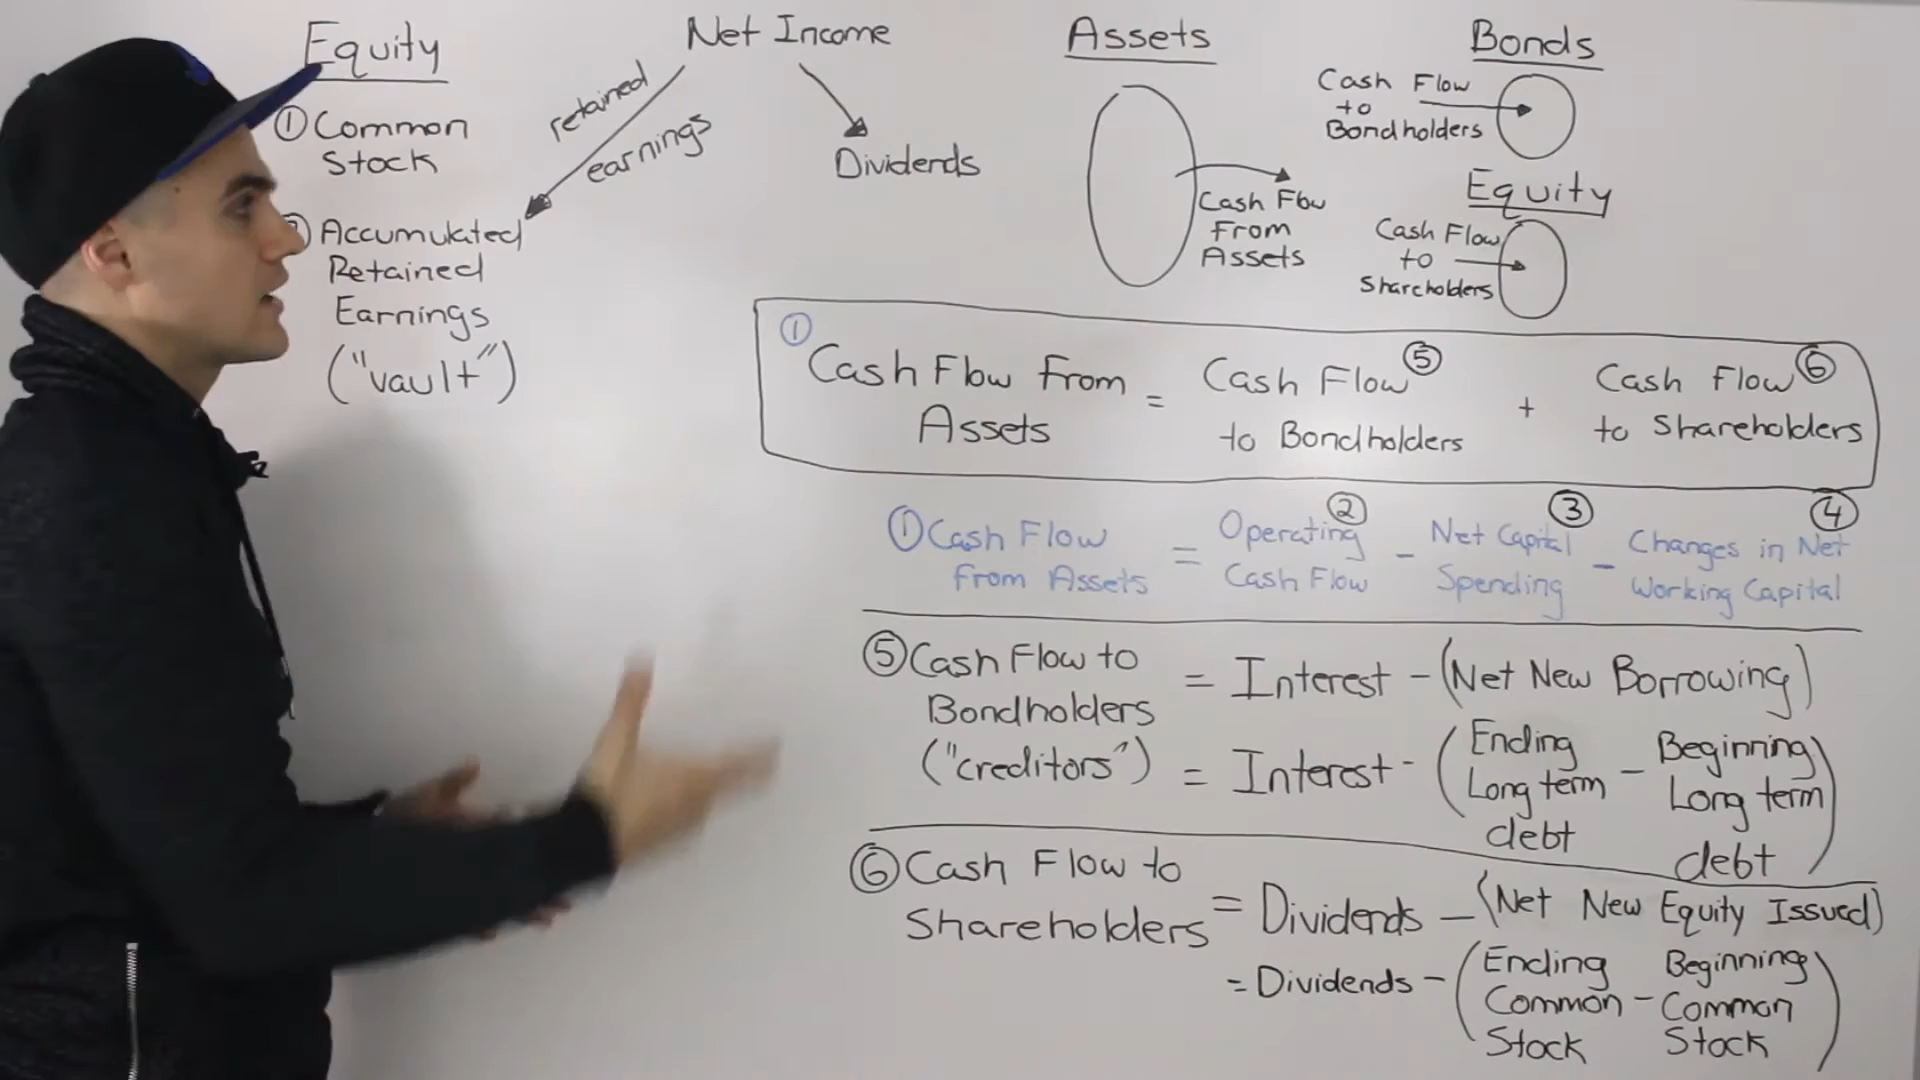 Equity
① Common
Stock
② Accumulated
Retained
Earnings
("vault")
Net Income
retained
earnings
Dividends
Assets
Cash Flow
From
Assets
Bonds
Cash Flow
to
Bondholders
Equity
Cash Flow
to
Shareholders
①
Cash Flow From Assets = Cash Flow to Bondholders ⑤ + Cash Flow to Shareholders ⑥
① Cash Flow from Assets = Operating Cash Flow ② - Net Capital Spending ③ - Changes in Net Working Capital ④
⑤ Cash Flow to Bondholders ("creditors") = Interest - (Net New Borrowing)
= Interest - (Ending Long term debt - Beginning Long term debt)
⑥ Cash Flow to Shareholders = Dividends - (Net New Equity Issued)
= Dividends - (Ending Common Stock - Beginning Common Stock)